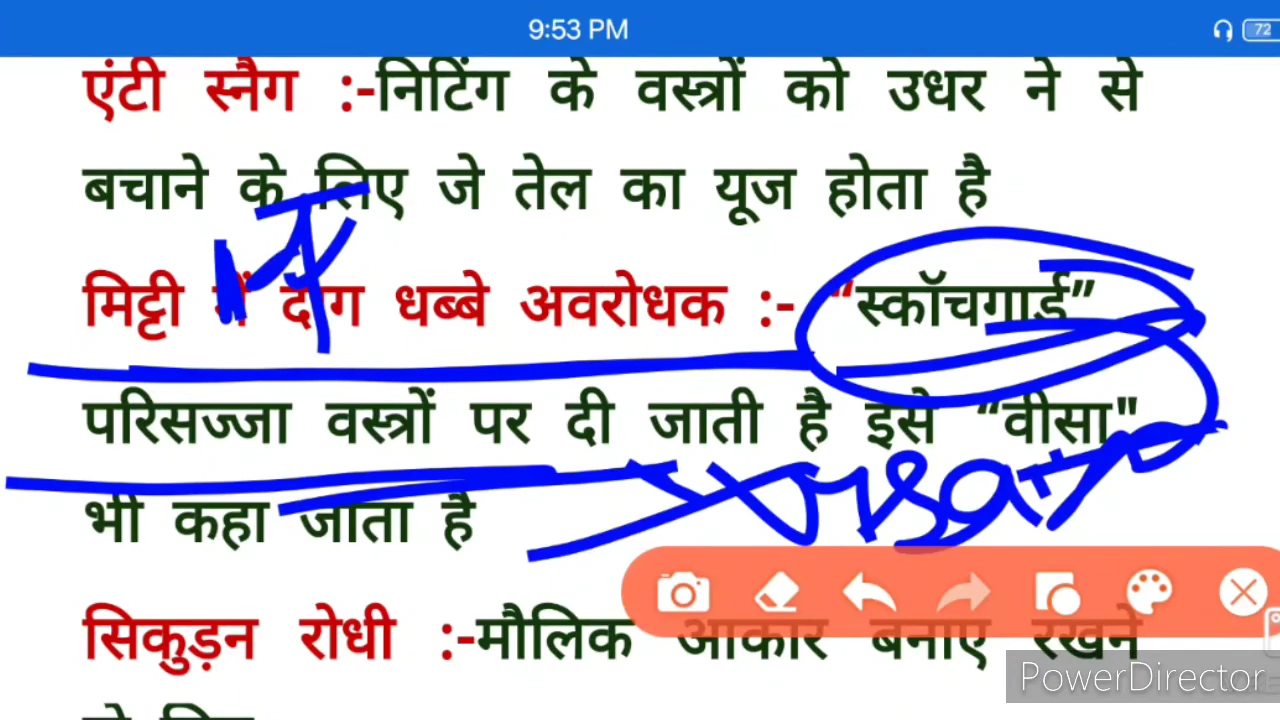 9:53 PM
72
एंटी स्नैग :-निटिंग के वस्त्रों को उधर ने से
बचाने के लिए जे तेल का यूज होता है
मिट्टी में दाग धब्बे अवरोधक :- “स्कॉचगार्ड”
परिसज्जा वस्त्रों पर दी जाती है इसे “वीसा"
भी कहा जाता है
सिकुड़न रोधी :-मौलिक आकार बनाए रखने
PowerDirector